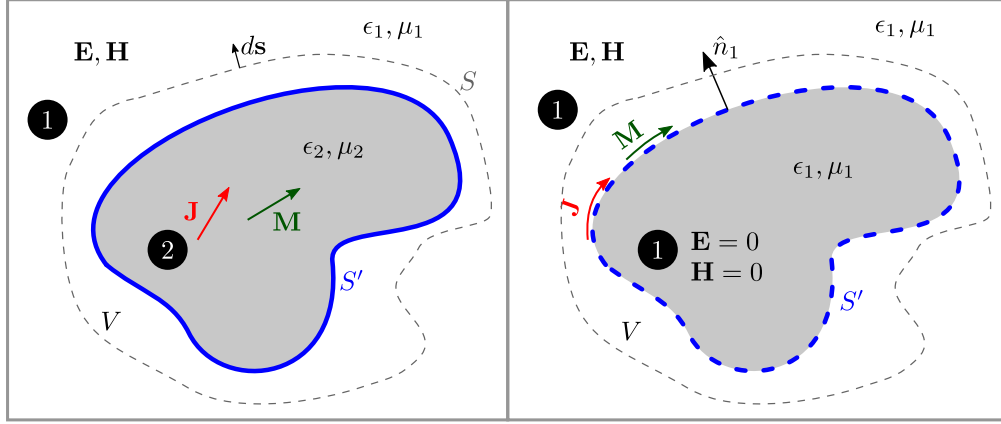 E, H
ds
ϵ₁, μ₁
S
1
ϵ₂, μ₂
J
M
2
S′
V
E, H
n̂₁
ϵ₁, μ₁
1
M
ϵ₁, μ₁
J
1
E = 0
H = 0
S′
V